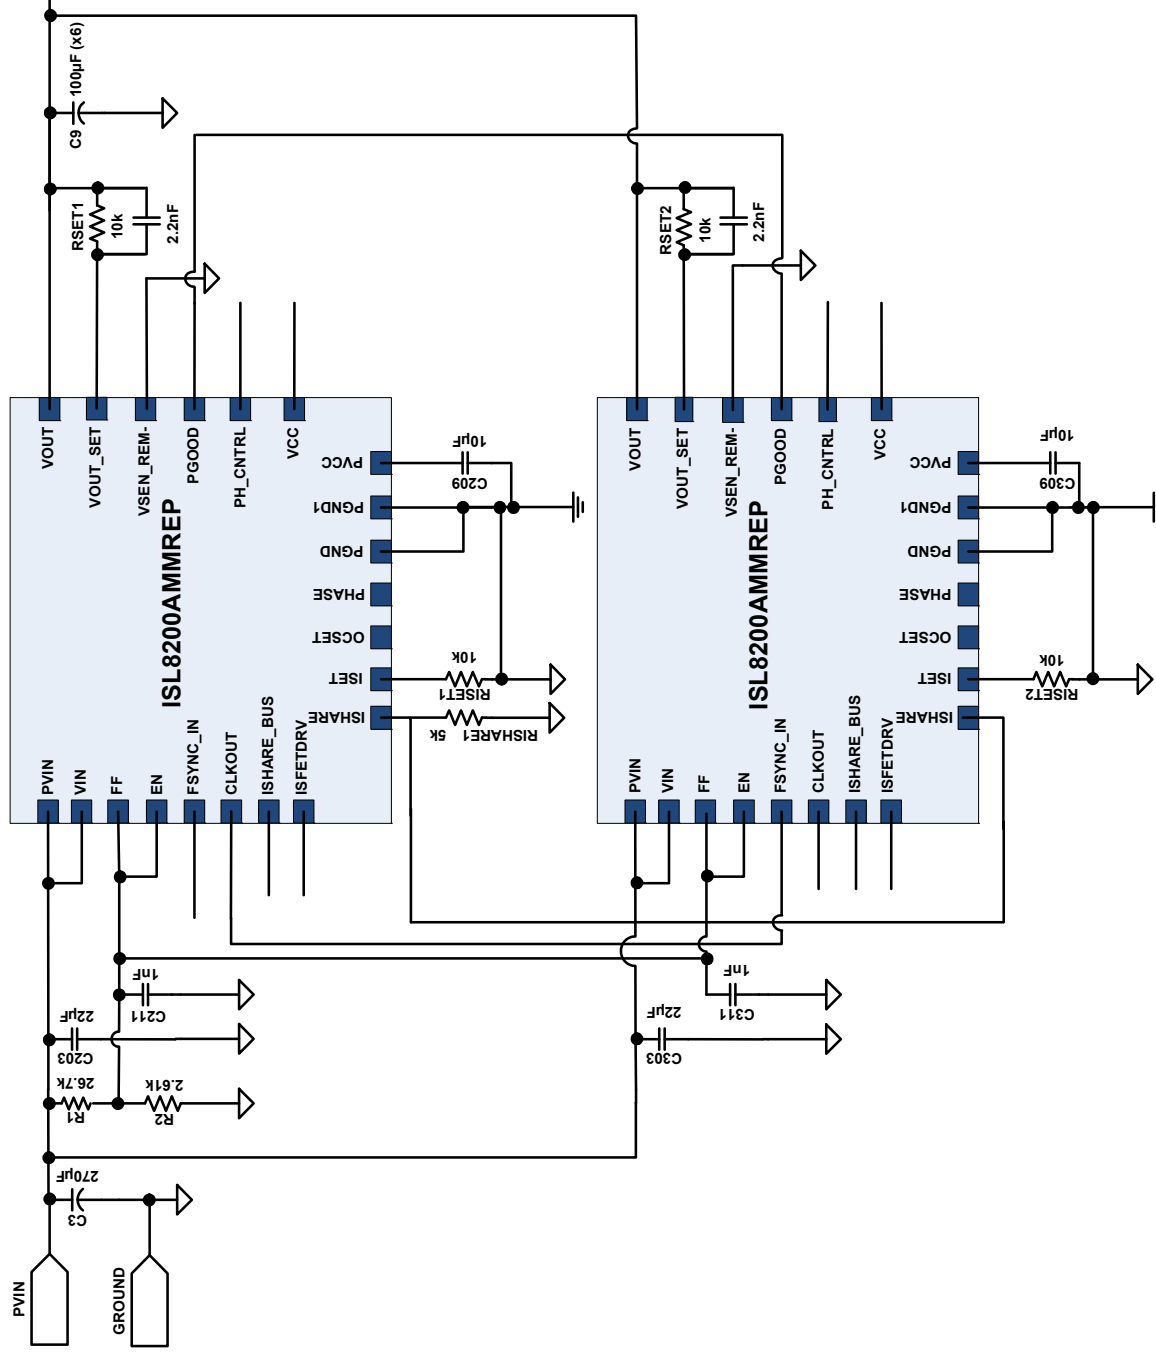 C9
100µF (x6)
RSET1
10k
2.2nF
RSET2
10k
2.2nF
VOUT
VOUT_SET
VSEN_REM-
PGOOD
PH_CNTRL
VCC
PVCC
PGND1
PGND
PHASE
OCSET
ISET
ISHARE
ISL8200AMMREP
PVIN
VIN
FF
EN
FSYNC_IN
CLKOUT
ISHARE_BUS
ISFETDRV
10µF
C209
10k
RISET1
5k
RISHARE1
VOUT
VOUT_SET
VSEN_REM-
PGOOD
PH_CNTRL
VCC
PVCC
PGND1
PGND
PHASE
OCSET
ISET
ISHARE
ISL8200AMMREP
PVIN
VIN
FF
EN
FSYNC_IN
CLKOUT
ISHARE_BUS
ISFETDRV
10µF
C309
10k
RISET2
1nF
C211
22µF
C203
26.7k
R1
2.61k
R2
1nF
C311
22µF
C303
270µF
C3
PVIN
GROUND